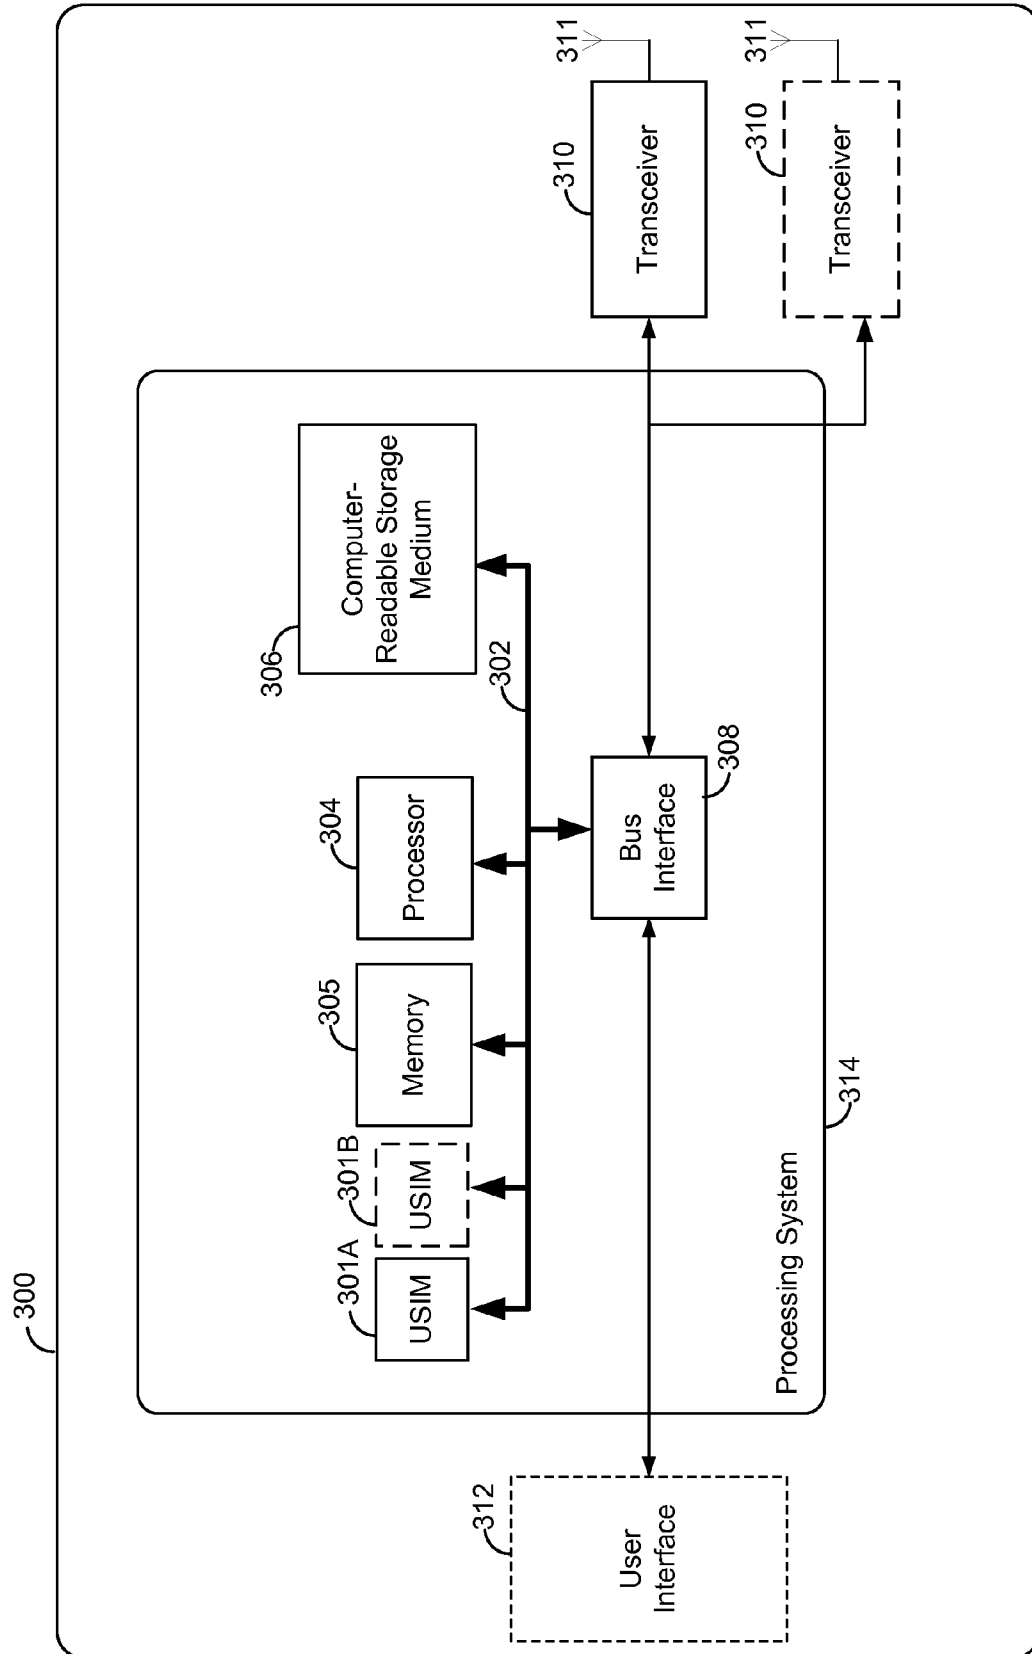 300
301A
USIM
301B
USIM
305
Memory
304
Processor
306
Computer-
Readable Storage
Medium
302
312
User
Interface
Bus
Interface
308
310
Transceiver
311
310
Transceiver
311
Processing System
314